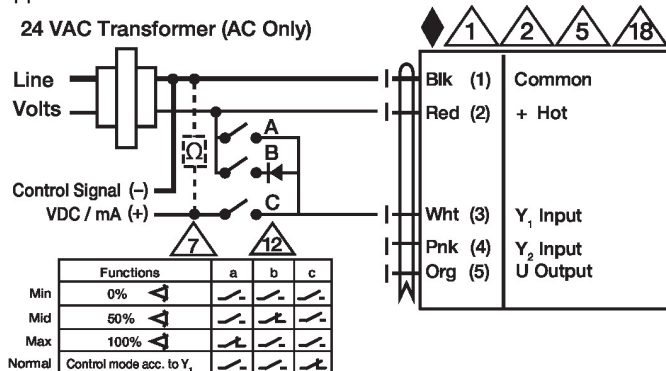 24 VAC Transformer (AC Only)
1 2 5 18
Line
Volts
Blk (1) Common
Red (2) + Hot
A
B
Ω
Control Signal (–)
VDC / mA (+)
C
Wht (3) Y1 Input
Pnk (4) Y2 Input
Org (5) U Output
7 12
Functions a b c
Min 0%
Mid 50%
Max 100%
Normal Control mode acc. to Y1